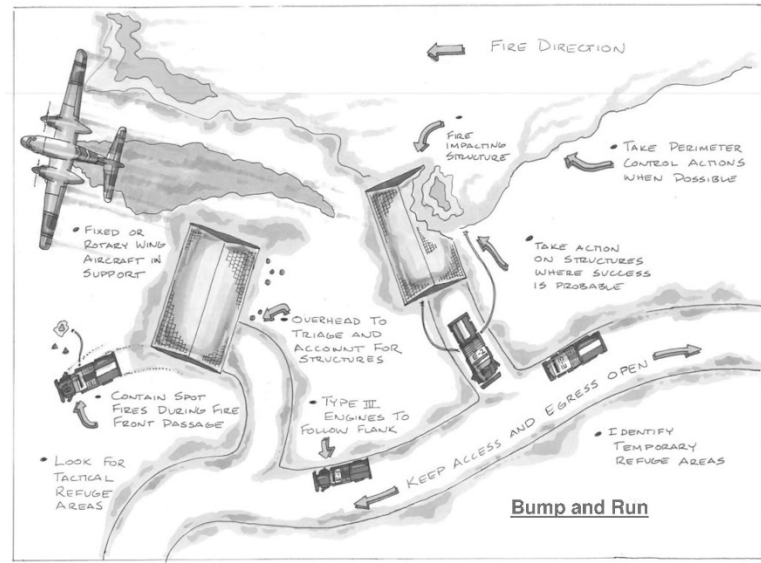 FIRE DIRECTION
FIRE
IMPACTING
STRUCTURE
TAKE PERIMETER
CONTROL ACTIONS
WHEN POSSIBLE
FIXED OR
ROTARY WING
AIRCRAFT IN
SUPPORT
TAKE ACTION
ON STRUCTURES
WHERE SUCCESS
IS PROBABLE
OVERHEAD TO
TRIAGE AND
ACCOUNT FOR
STRUCTURES
CONTAIN SPOT
FIRES DURING FIRE
FRONT PASSAGE
TYPE III
ENGINES TO
FOLLOW FLANK
KEEP ACCESS AND EGRESS OPEN
IDENTIFY
TEMPORARY
REFUGE AREAS
LOOK FOR
TACTICAL
REFUGE
AREAS
Bump and Run